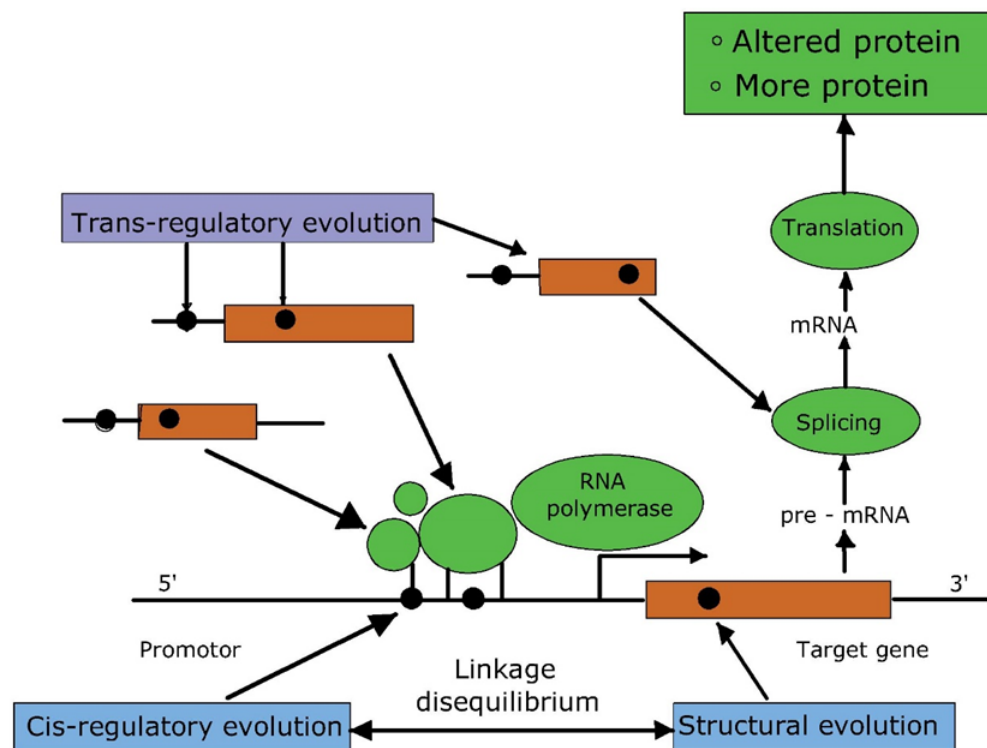 ◦ Altered protein
◦ More protein
Trans-regulatory evolution
Translation
mRNA
Splicing
RNA
polymerase
pre - mRNA
5'
3'
Promotor
Target gene
Linkage
disequilibrium
Cis-regulatory evolution
Structural evolution